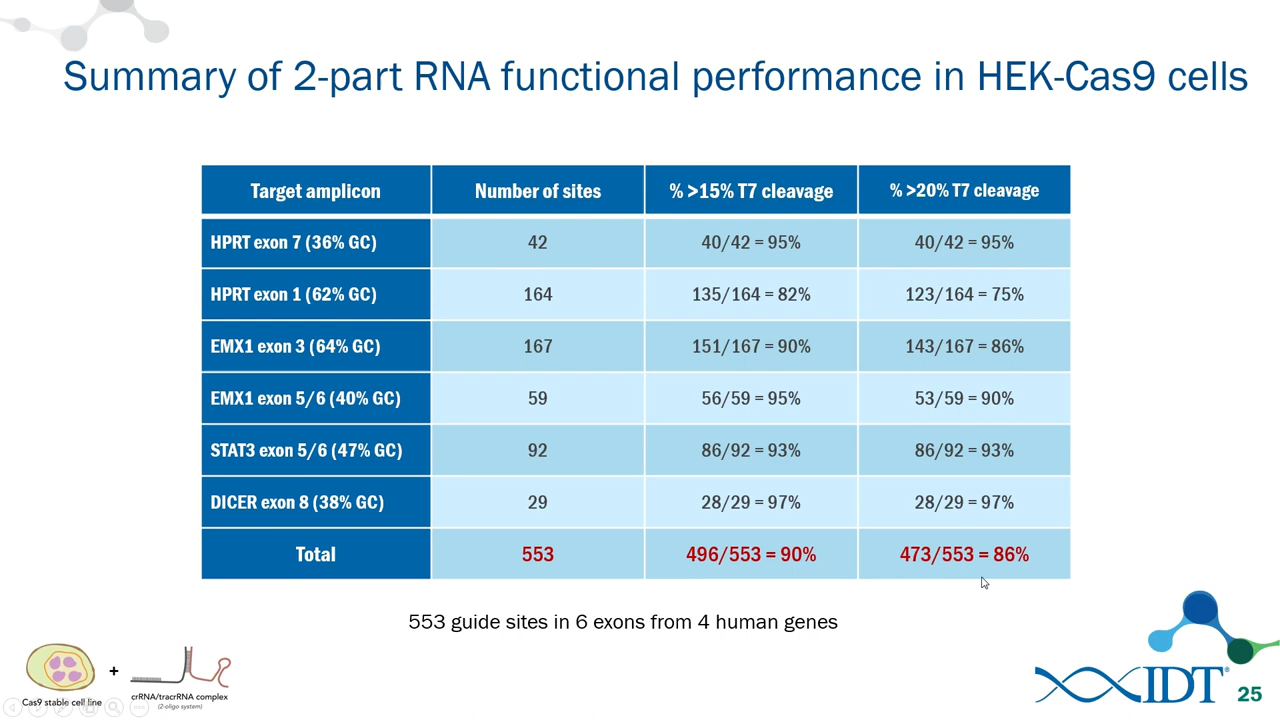 Summary of 2-part RNA functional performance in HEK-Cas9 cells
Target amplicon Number of sites % >15% T7 cleavage % >20% T7 cleavage
HPRT exon 7 (36% GC) 42 40/42 = 95% 40/42 = 95%
HPRT exon 1 (62% GC) 164 135/164 = 82% 123/164 = 75%
EMX1 exon 3 (64% GC) 167 151/167 = 90% 143/167 = 86%
EMX1 exon 5/6 (40% GC) 59 56/59 = 95% 53/59 = 90%
STAT3 exon 5/6 (47% GC) 92 86/92 = 93% 86/92 = 93%
DICER exon 8 (38% GC) 29 28/29 = 97% 28/29 = 97%
Total 553 496/553 = 90% 473/553 = 86%
553 guide sites in 6 exons from 4 human genes
+
Cas9 stable cell line
crRNA/tracrRNA complex
(2-oligo system)
IDT®
25